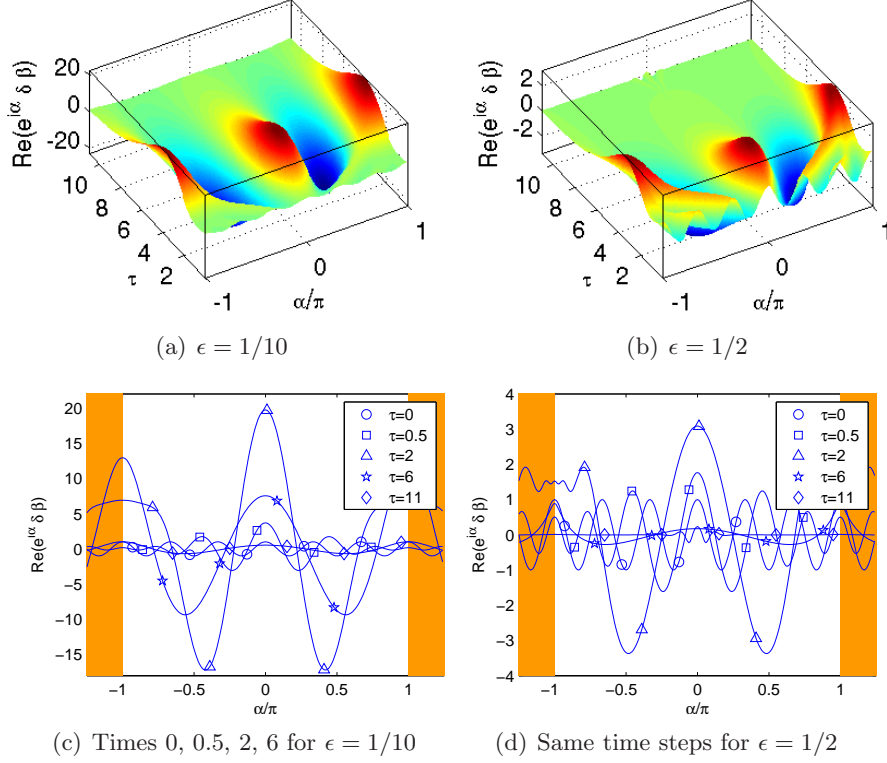 Re(e^{iα} δ β)
20
0
-20
10
8
6
4
2
τ
-1
0
1
α/π
(a) ϵ = 1/10
Re(e^{iα} δ β)
2
0
-2
10
8
6
4
2
τ
-1
0
1
α/π
(b) ϵ = 1/2
Re(e^{iα} δ β)
20
15
10
5
0
−5
−10
−15
−1
−0.5
0
0.5
1
α/π
τ=0
τ=0.5
τ=2
τ=6
τ=11
(c) Times 0, 0.5, 2, 6 for ϵ = 1/10
Re(e^{iα} δ β)
4
3
2
1
0
−1
−2
−3
−4
−1
−0.5
0
0.5
1
α/π
τ=0
τ=0.5
τ=2
τ=6
τ=11
(d) Same time steps for ϵ = 1/2